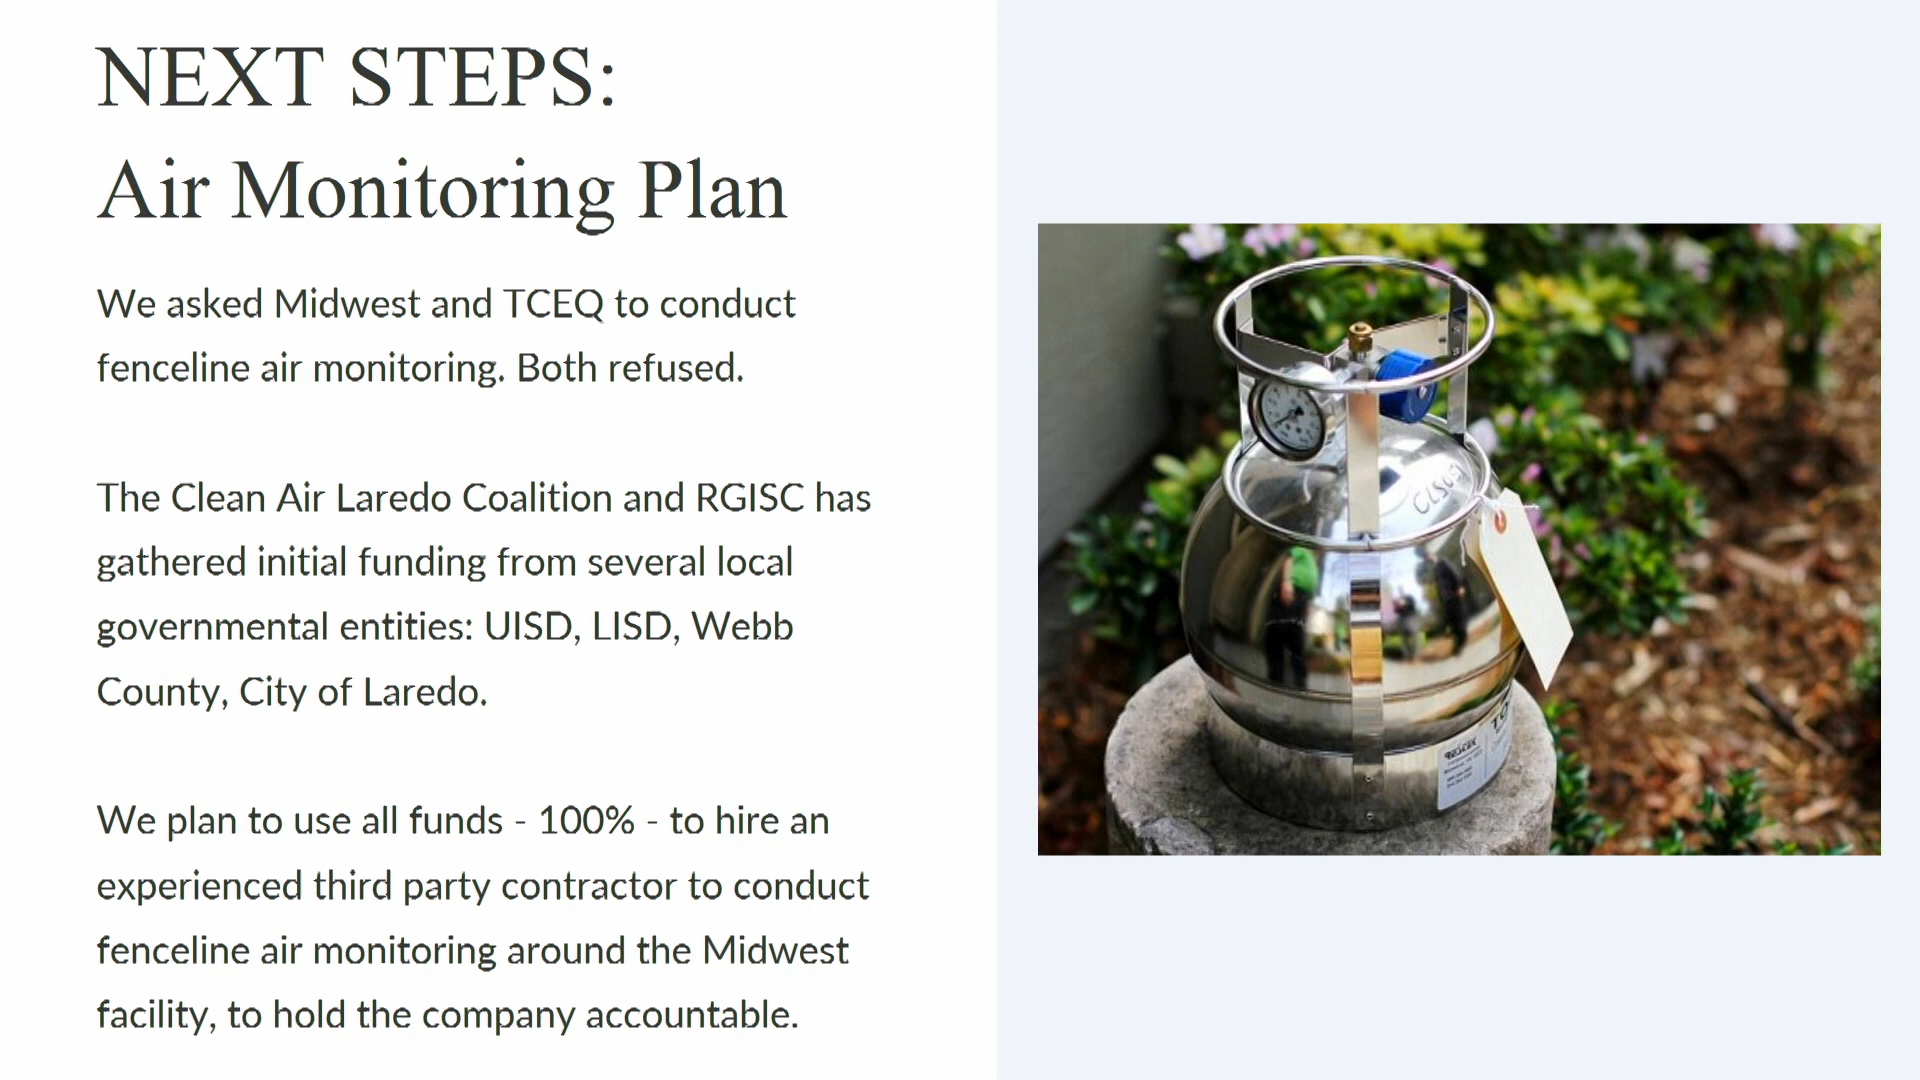 NEXT STEPS:
Air Monitoring Plan
We asked Midwest and TCEQ to conduct
fenceline air monitoring. Both refused.
The Clean Air Laredo Coalition and RGISC has
gathered initial funding from several local
governmental entities: UISD, LISD, Webb
County, City of Laredo.
We plan to use all funds - 100% - to hire an
experienced third party contractor to conduct
fenceline air monitoring around the Midwest
facility, to hold the company accountable.